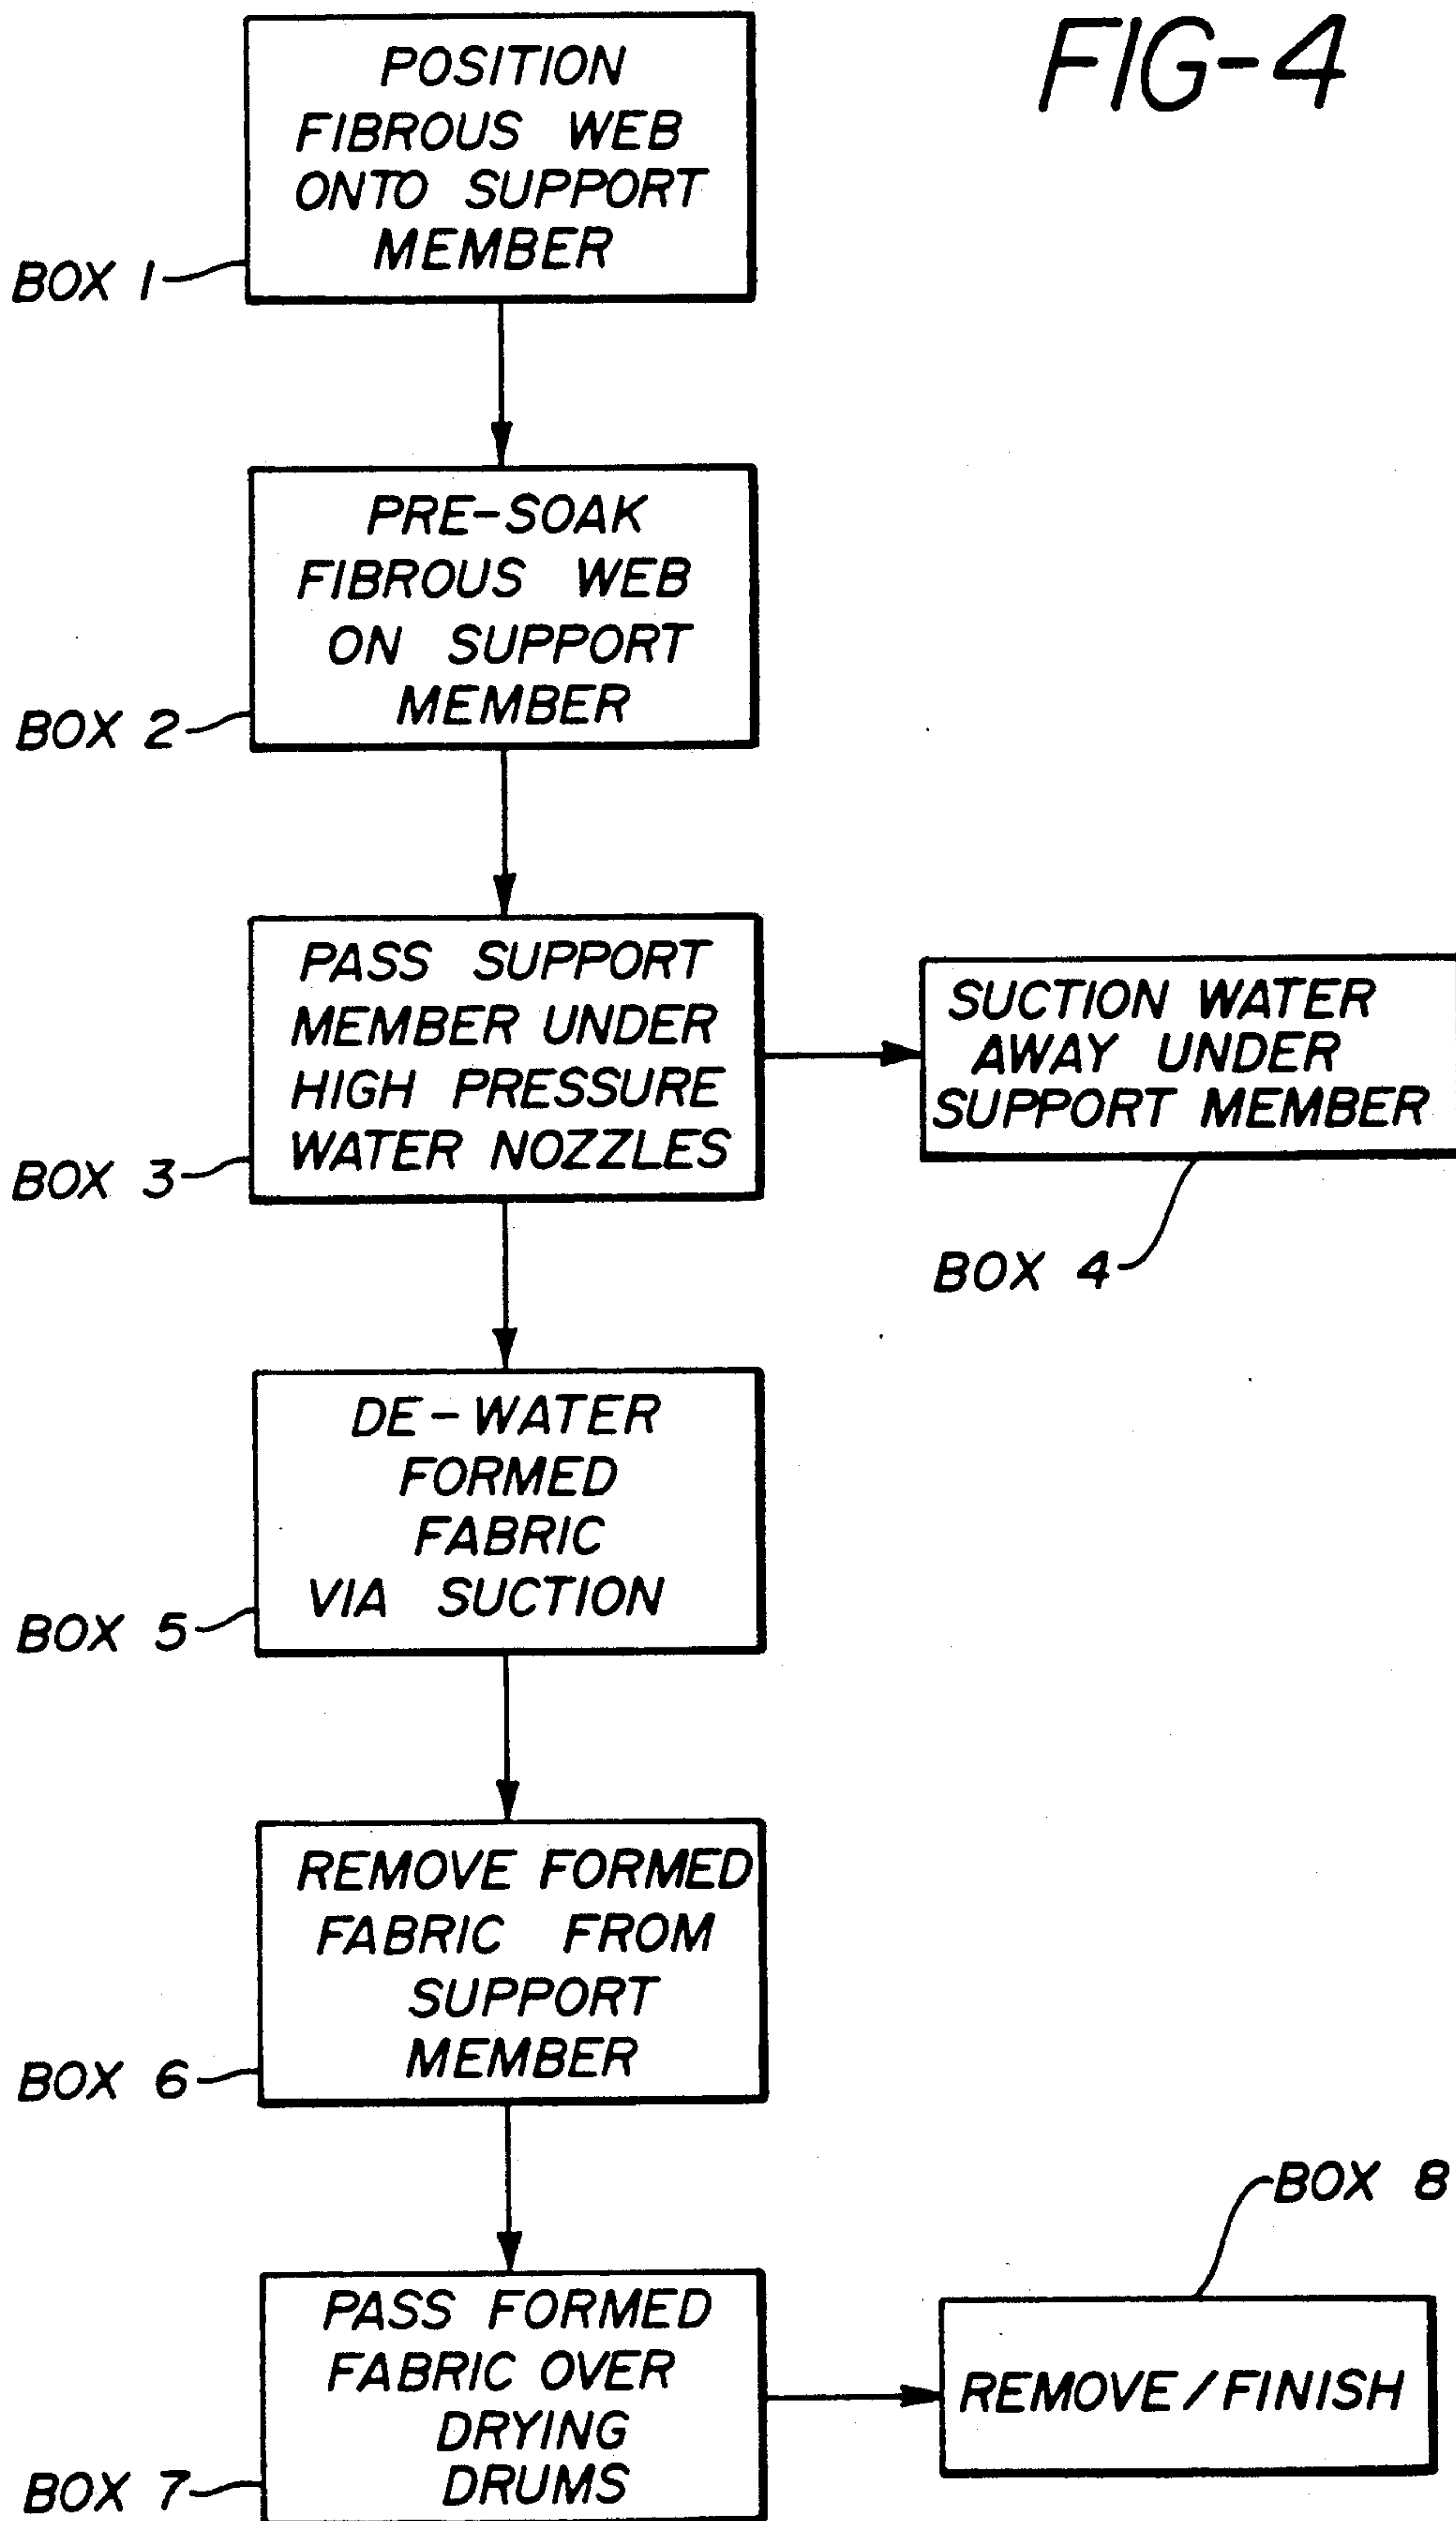 FIG-4
POSITION
FIBROUS WEB
ONTO SUPPORT
MEMBER
BOX 1
PRE-SOAK
FIBROUS WEB
ON SUPPORT
MEMBER
BOX 2
PASS SUPPORT
MEMBER UNDER
HIGH PRESSURE
WATER NOZZLES
BOX 3
SUCTION WATER
AWAY UNDER
SUPPORT MEMBER
BOX 4
DE-WATER
FORMED
FABRIC
VIA SUCTION
BOX 5
REMOVE FORMED
FABRIC FROM
SUPPORT
MEMBER
BOX 6
PASS FORMED
FABRIC OVER
DRYING
DRUMS
BOX 7
BOX 8
REMOVE/FINISH